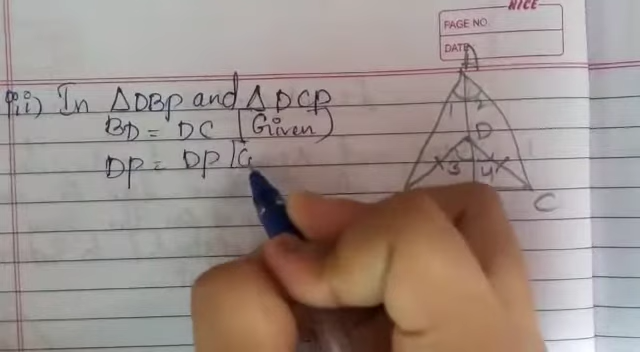 NICE
PAGE NO.
DATE
A
ii) In ΔDBP and ΔDCP
BD = DC [Given)
DP = DP [C
1 2
D
3 4
C